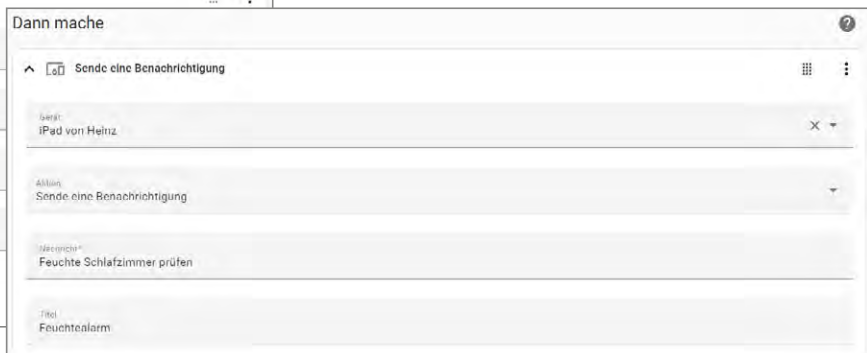 Dann mache
Sende eine Benachrichtigung
Gerät
iPad von Heinz
Aktion
Sende eine Benachrichtigung
Nachricht*
Feuchte Schlafzimmer prüfen
Titel
Feuchtealarm